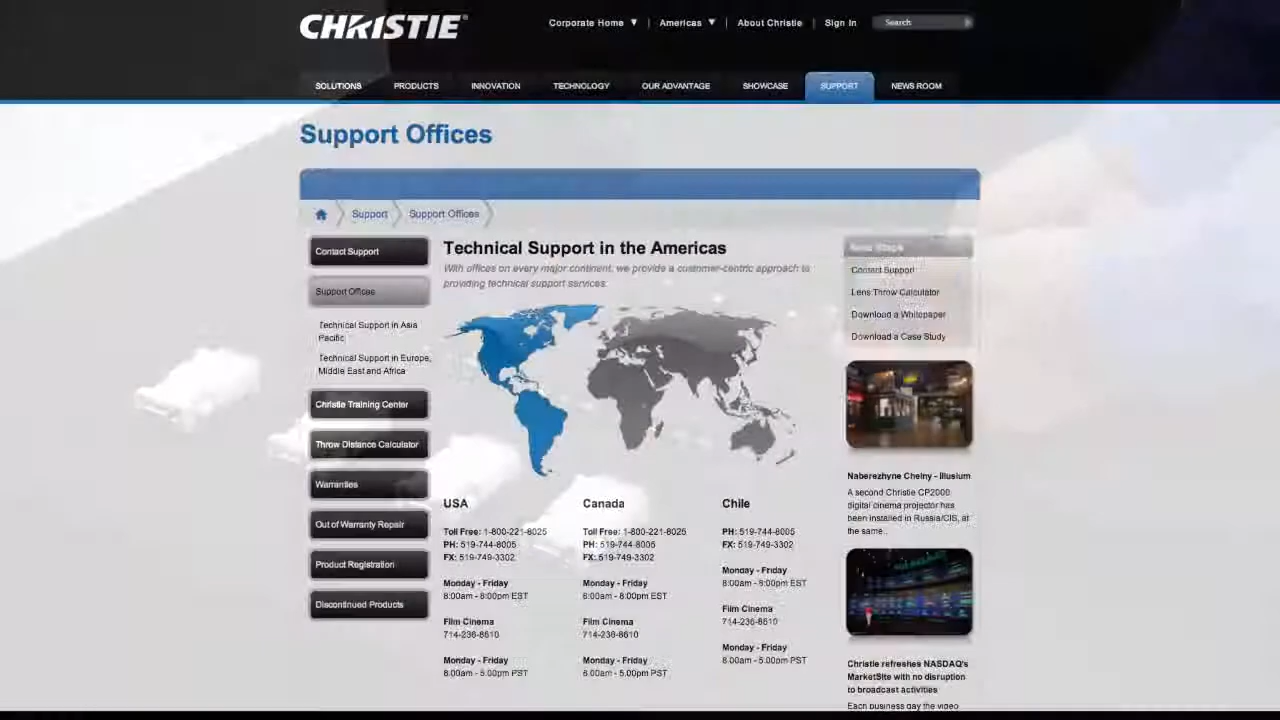 CHRISTIE
Corporate Home ▼ | Americas ▼ | About Christie | Sign In
Search
SOLUTIONS PRODUCTS INNOVATION TECHNOLOGY OUR ADVANTAGE SHOWCASE SUPPORT NEWS ROOM
Support Offices
Support Support Offices
Contact Support
Support Offices
Technical Support in Asia
Pacific
Technical Support in Europe,
Middle East and Africa
Christie Training Center
Throw Distance Calculator
Warranties
Out of Warranty Repair
Product Registration
Discontinued Products
Technical Support in the Americas
With offices on every major continent, we provide a customer-centric approach to
providing technical support services.
USA
Toll Free: 1-800-221-8025
PH: 519-744-8005
FX: 519-749-3302
Monday - Friday
8:00am - 8:00pm EST
Film Cinema
714-236-8610
Monday - Friday
8:00am - 5:00pm PST
Canada
Toll Free: 1-800-221-8025
PH: 519-744-8005
FX: 519-749-3302
Monday - Friday
8:00am - 8:00pm EST
Film Cinema
714-236-8610
Monday - Friday
8:00am - 5:00pm PST
Chile
PH: 519-744-8005
FX: 519-749-3302
Monday - Friday
8:00am - 8:00pm EST
Film Cinema
714-236-8610
Monday - Friday
8:00am - 5:00pm PST
Next Steps
Contact Support
Lens Throw Calculator
Download a Whitepaper
Download a Case Study
Naberezhyne Chelny - Illusium
A second Christie CP2000
digital cinema projector has
been installed in Russia/CIS, at
the same..
Christie refreshes NASDAQ's
MarketSite with no disruption
to broadcast activities
Each business day the video